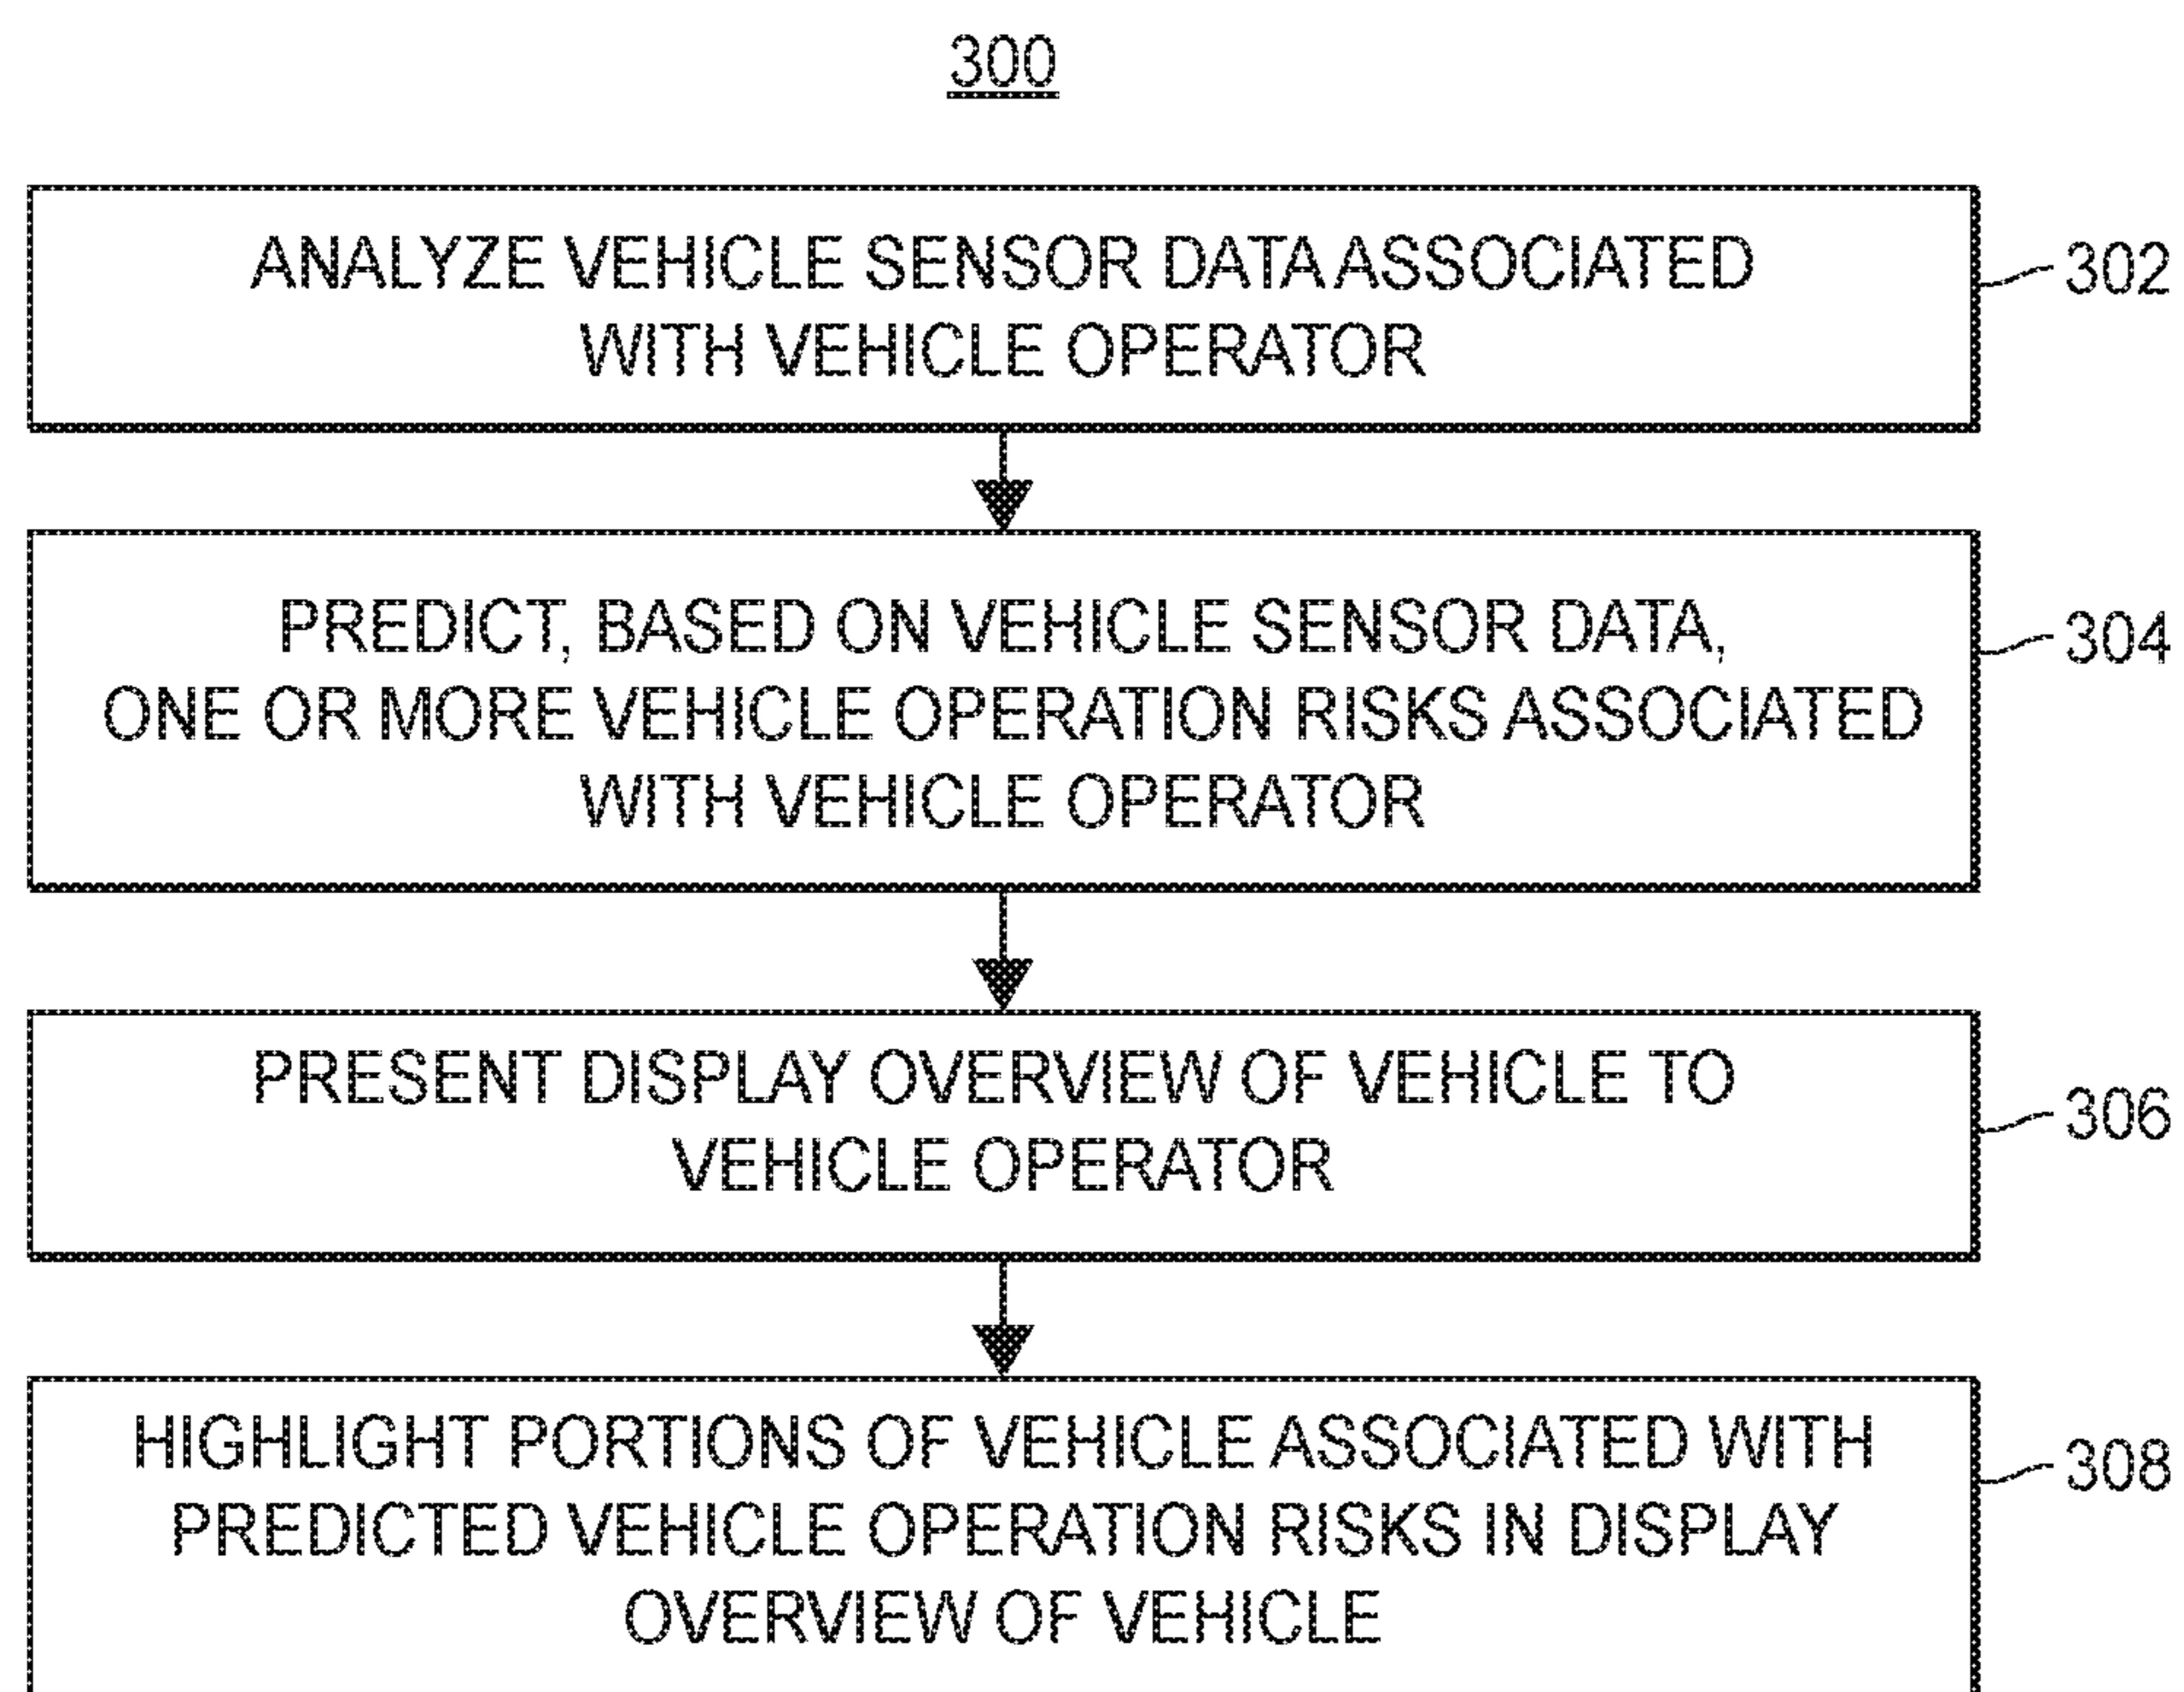 300
ANALYZE VEHICLE SENSOR DATA ASSOCIATED
WITH VEHICLE OPERATOR
302
PREDICT, BASED ON VEHICLE SENSOR DATA,
ONE OR MORE VEHICLE OPERATION RISKS ASSOCIATED
WITH VEHICLE OPERATOR
304
PRESENT DISPLAY OVERVIEW OF VEHICLE TO
VEHICLE OPERATOR
306
HIGHLIGHT PORTIONS OF VEHICLE ASSOCIATED WITH
PREDICTED VEHICLE OPERATION RISKS IN DISPLAY
OVERVIEW OF VEHICLE
308